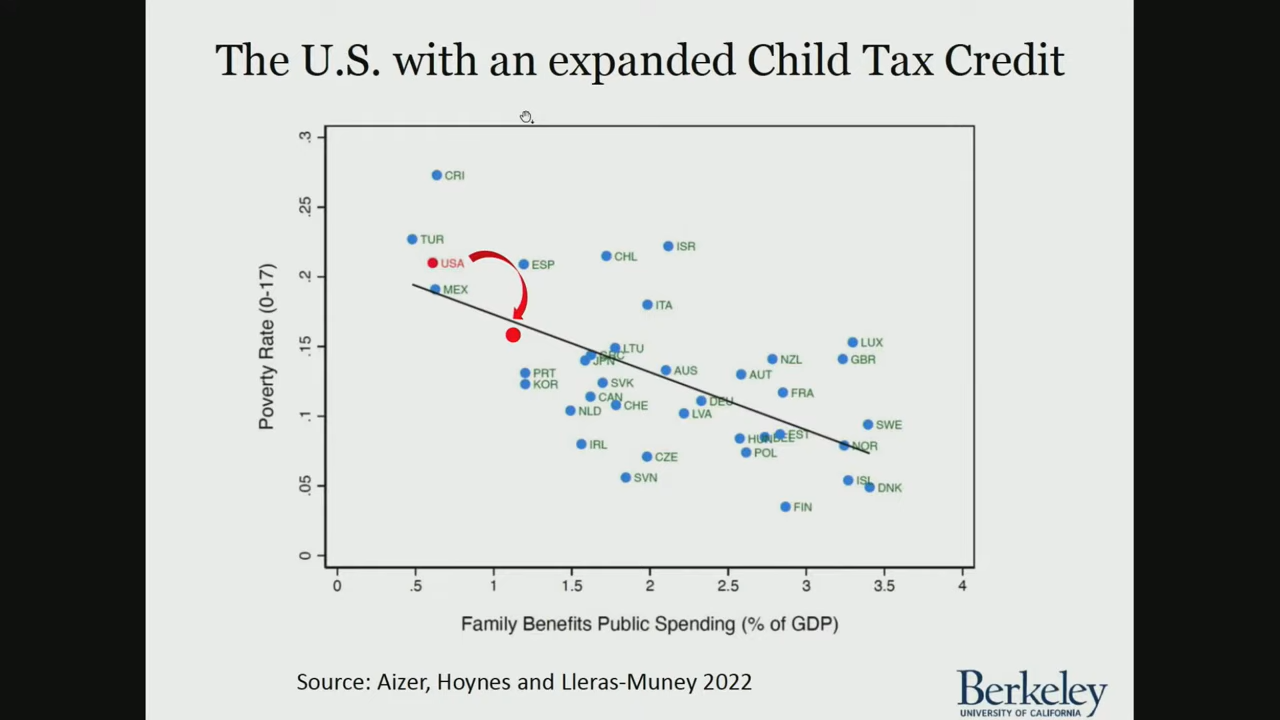 The U.S. with an expanded Child Tax Credit
.3
CRI
.25
TUR
ISR
CHL
USA
ESP
.2
MEX
ITA
Poverty Rate (0-17)
.15
LTU
LUX
JPN
NZL
GBR
AUS
PRT
AUT
KOR
SVK
FRA
CAN
DEU
CHE
NLD
LVA
.1
SWE
EST
HUN
NOR
IRL
POL
CZE
SVN
ISL
DNK
.05
FIN
0
0 .5 1 1.5 2 2.5 3 3.5 4
Family Benefits Public Spending (% of GDP)
Source: Aizer, Hoynes and Lleras-Muney 2022
Berkeley
UNIVERSITY OF CALIFORNIA